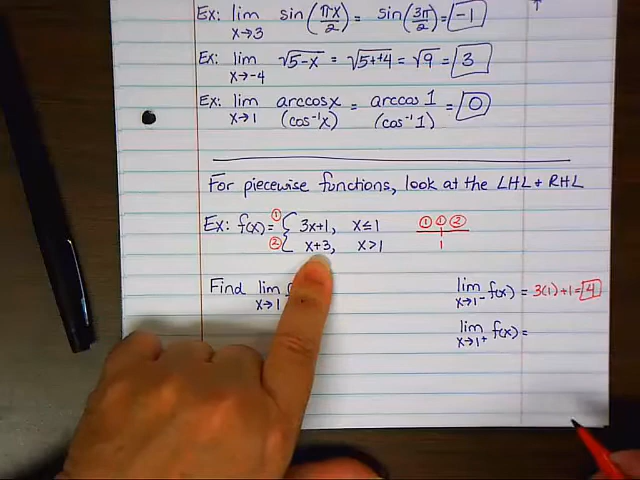 Ex: lim x→3 sin(πx/2) = sin(3π/2) = -1
Ex: lim x→-4 √5-x = √5++4 = √9 = 3
Ex: lim x→1 arccosx (cos⁻¹x) = arccos 1 (cos⁻¹1) = 0
For piecewise functions, look at the LHL + RHL
Ex: f(x) = { ① 3x+1, x≤1 ① ① ②
② x+3, x>1 1
Find lim x→1 lim x→1⁻ f(x) = 3(1)+1 = 4
lim x→1⁺ f(x) =